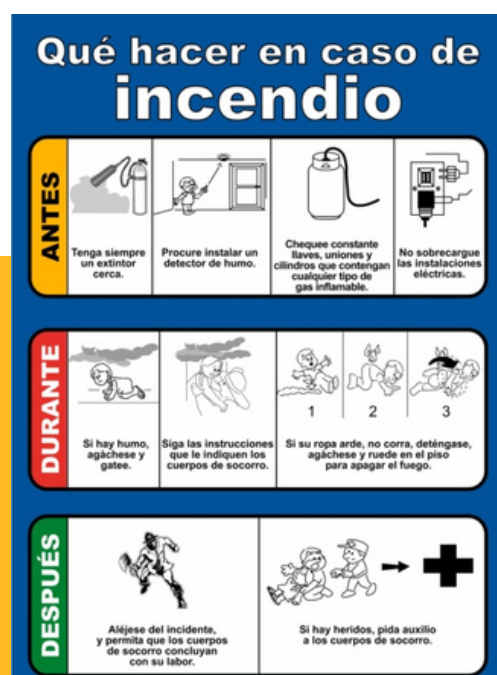 Qué hacer en caso de
incendio
ANTES
Tenga siempre
un extintor
cerca.
Procure instalar un
detector de humo.
Chequee constante
llaves, uniones y
cilindros que contengan
cualquier tipo de
gas inflamable.
No sobrecargue
las instalaciones
eléctricas.
DURANTE
Si hay humo,
agáchese y
gatee.
Siga las instrucciones
que le indiquen los
cuerpos de socorro.
1 2 3
Si su ropa arde, no corra, deténgase,
agáchese y ruede en el piso
para apagar el fuego.
DESPUÉS
Aléjese del incidente,
y permita que los cuerpos
de socorro concluyan
con su labor.
Si hay heridos, pida auxilio
a los cuerpos de socorro.